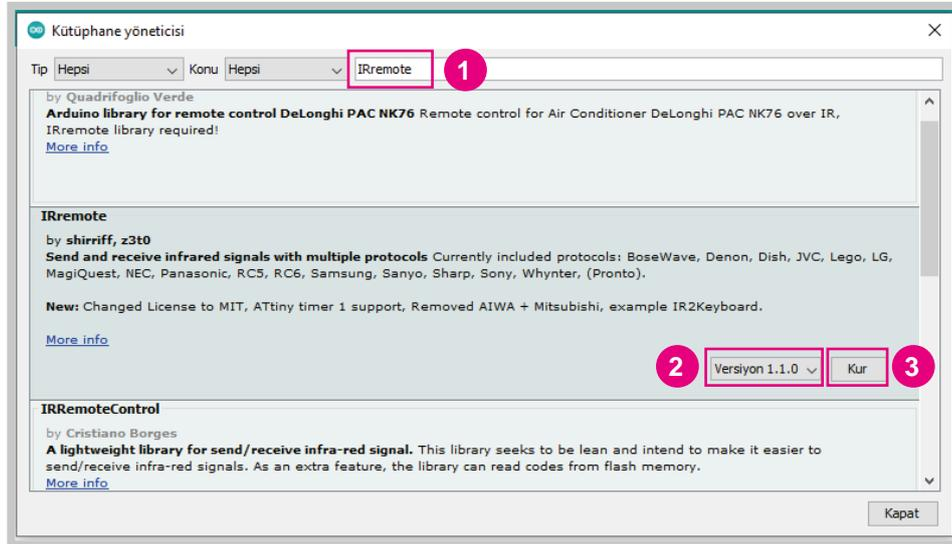 Kütüphane yöneticisi
Tip Hepsi Konu Hepsi IRremote 1
by Quadrifoglio Verde
Arduino library for remote control DeLonghi PAC NK76 Remote control for Air Conditioner DeLonghi PAC NK76 over IR,
IRremote library required!
More info
IRremote
by shirriff, z3t0
Send and receive infrared signals with multiple protocols Currently included protocols: BoseWave, Denon, Dish, JVC, Lego, LG,
MagiQuest, NEC, Panasonic, RC5, RC6, Samsung, Sanyo, Sharp, Sony, Whynter, (Pronto).
New: Changed License to MIT, ATtiny timer 1 support, Removed AIWA + Mitsubishi, example IR2Keyboard.
More info
2 Versiyon 1.1.0 Kur 3
IRRemoteControl
by Cristiano Borges
A lightweight library for send/receive infra-red signal. This library seeks to be lean and intend to make it easier to
send/receive infra-red signals. As an extra feature, the library can read codes from flash memory.
More info
Kapat